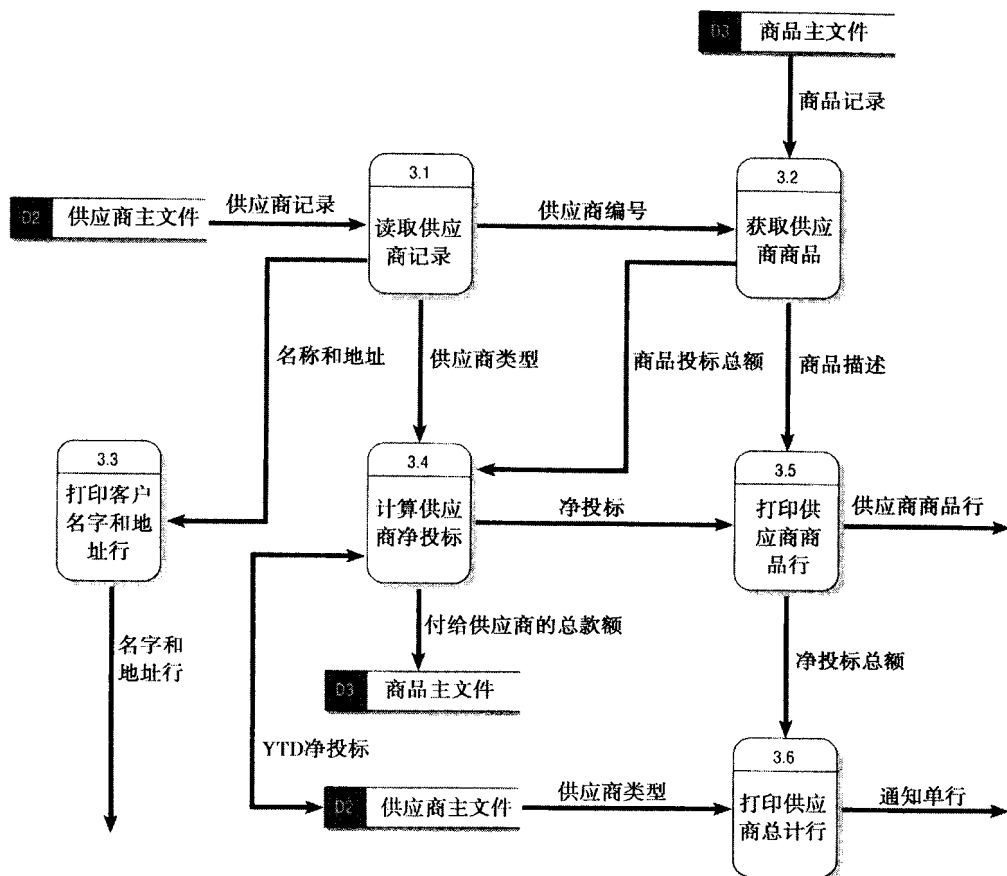 D3 商品主文件
商品记录
3.1
读取供应
商记录
3.2
获取供应
商商品
D2 供应商主文件
供应商记录
供应商编号
名称和地址
供应商类型
商品投标总额
商品描述
3.3
打印客户
名字和地
址行
3.4
计算供应
商净投标
3.5
打印供
应商商
品行
净投标
供应商商品行
名字和
地址行
付给供应商的总款额
净投标总额
D3 商品主文件
YTD净投标
D2 供应商主文件
供应商类型
3.6
打印供应
商总计行
通知单行